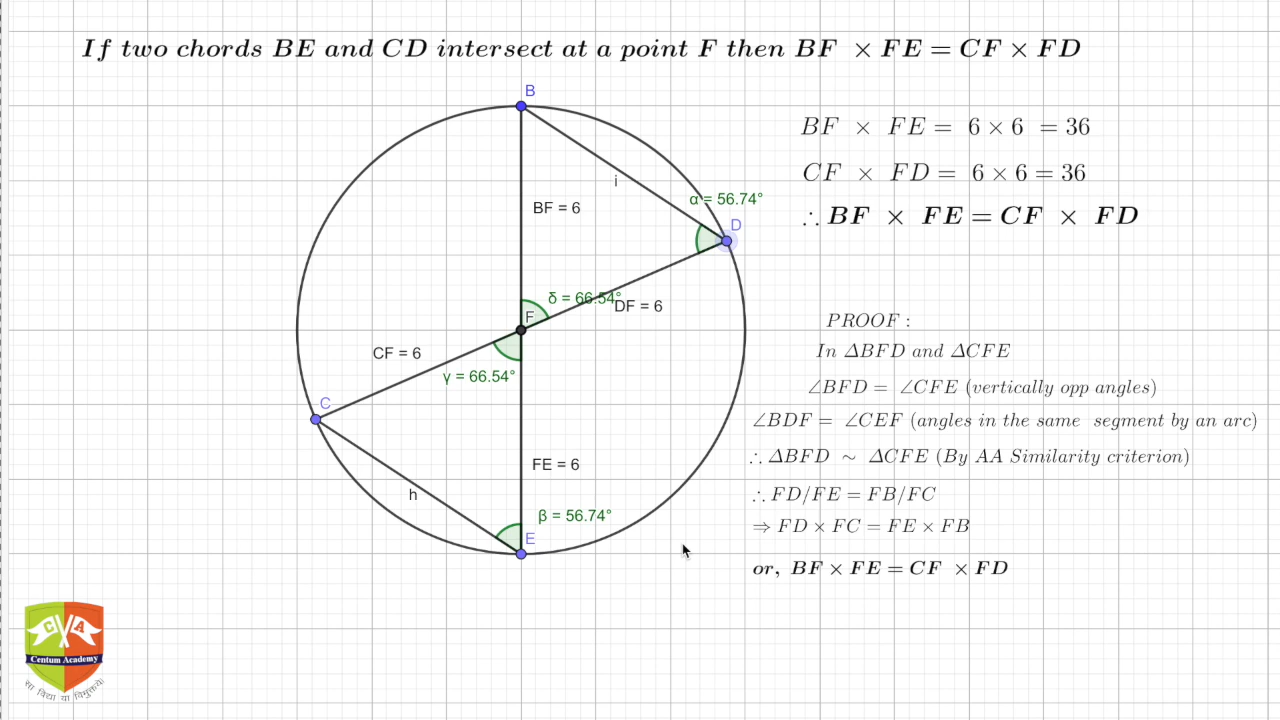 If two chords BE and CD intersect at a point F then BF × FE = CF × FD
B
BF × FE = 6 × 6 = 36
CF × FD = 6 × 6 = 36
i
α = 56.74°
BF = 6
∴ BF × FE = CF × FD
D
δ = 66.54°
DF = 6
F
PROOF :
CF = 6
In ΔBFD and ΔCFE
γ = 66.54°
∠BFD = ∠CFE (vertically opp angles)
C
∠BDF = ∠CEF (angles in the same segment by an arc)
∴ ΔBFD ~ ΔCFE (By AA Similarity criterion)
FE = 6
h
∴ FD/FE = FB/FC
β = 56.74°
⇒ FD × FC = FE × FB
E
or, BF × FE = CF × FD
C A
Centum Academy
सा विद्या या विमुक्तये